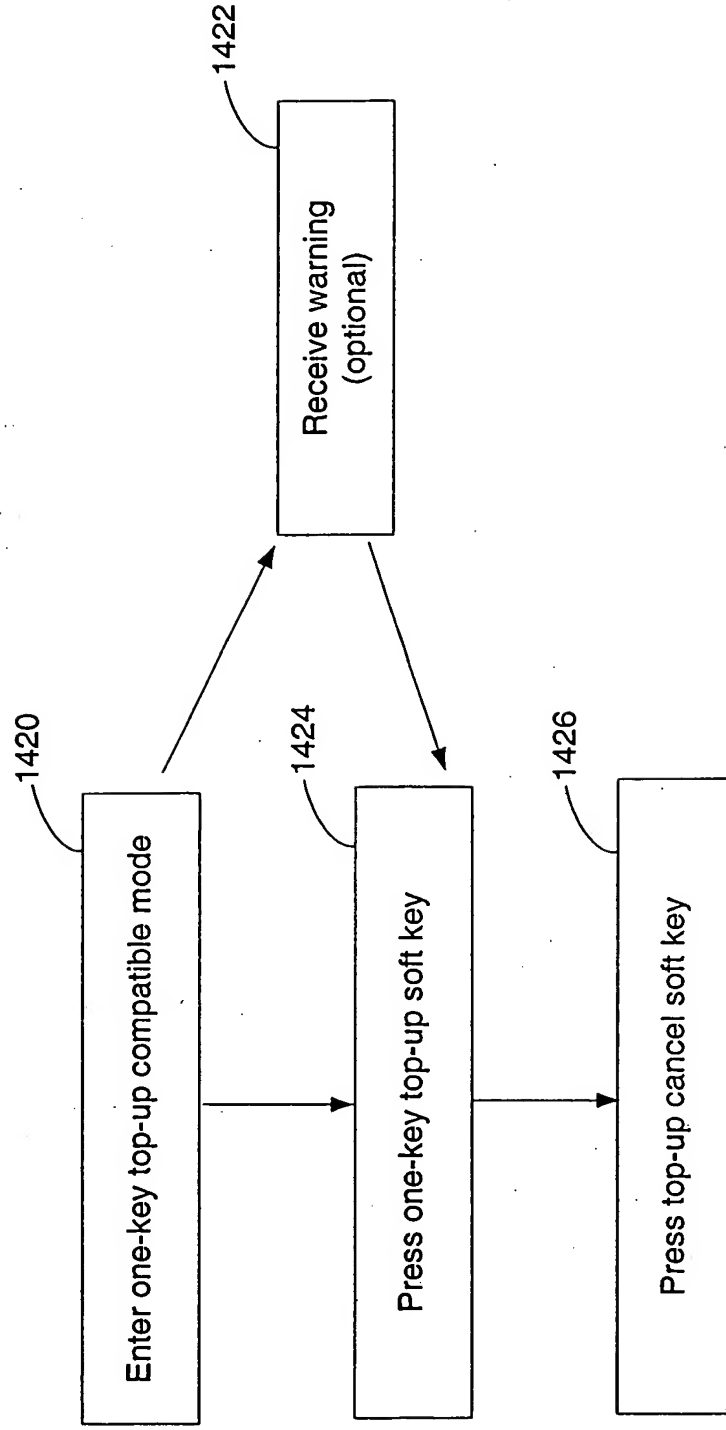 1420
Enter one-key top-up compatible mode
1422
Receive warning
(optional)
1424
Press one-key top-up soft key
1426
Press top-up cancel soft key